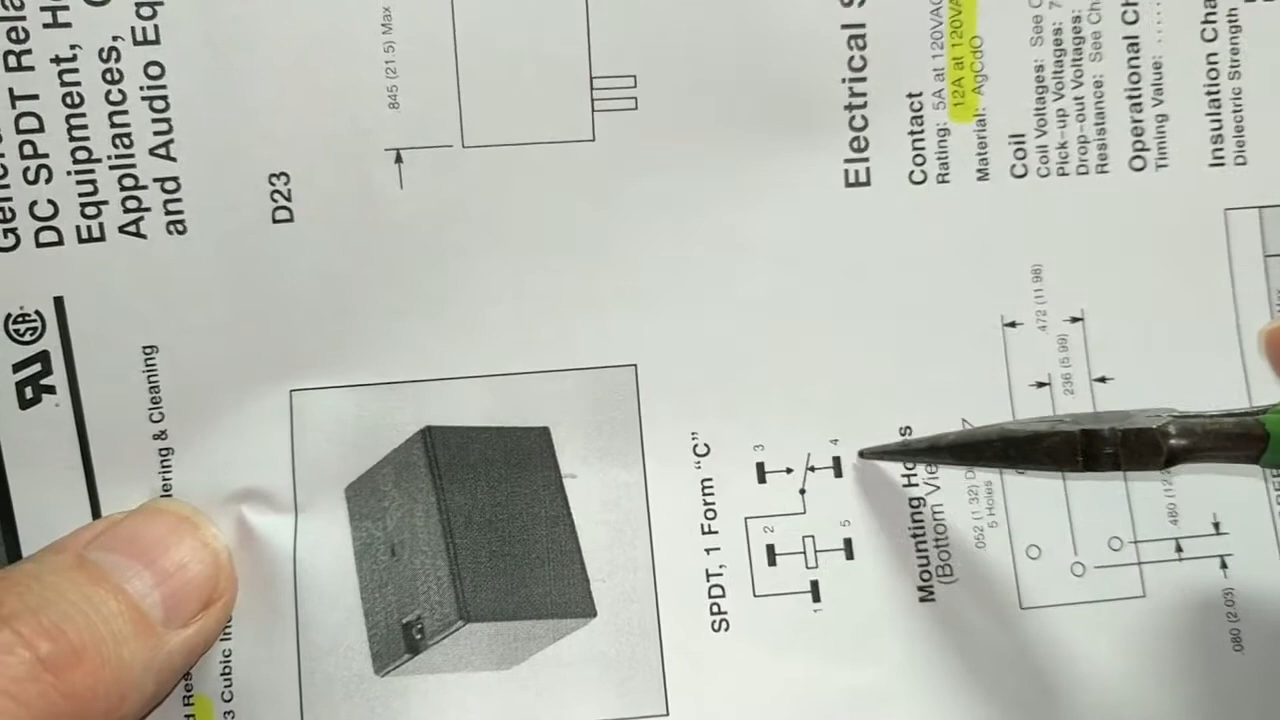 DC SPDT Rela
Equipment, H
Appliances,
and Audio Eq
ering & Cleaning
3 Cubic In
D23
.845 (21.5) Max
SPDT, 1 Form "C"
1
2
3
4
5
Electrical S
Contact
Rating: 5A at 120VAC
12A at 120VA
Material: AgCdO
Coil
Coil Voltages: See C
Pick-up Voltages: 7
Drop-out Voltages:
Resistance: See Ch
Operational Ch
Timing Value: . . . .
Insulation Cha
Dielectric Strength
Mounting Ho es
(Bottom Vie
.052 (1.32) D
5 Holes
.472 (11.98)
.236 (5.99)
.480 (12.
.080 (2.03)